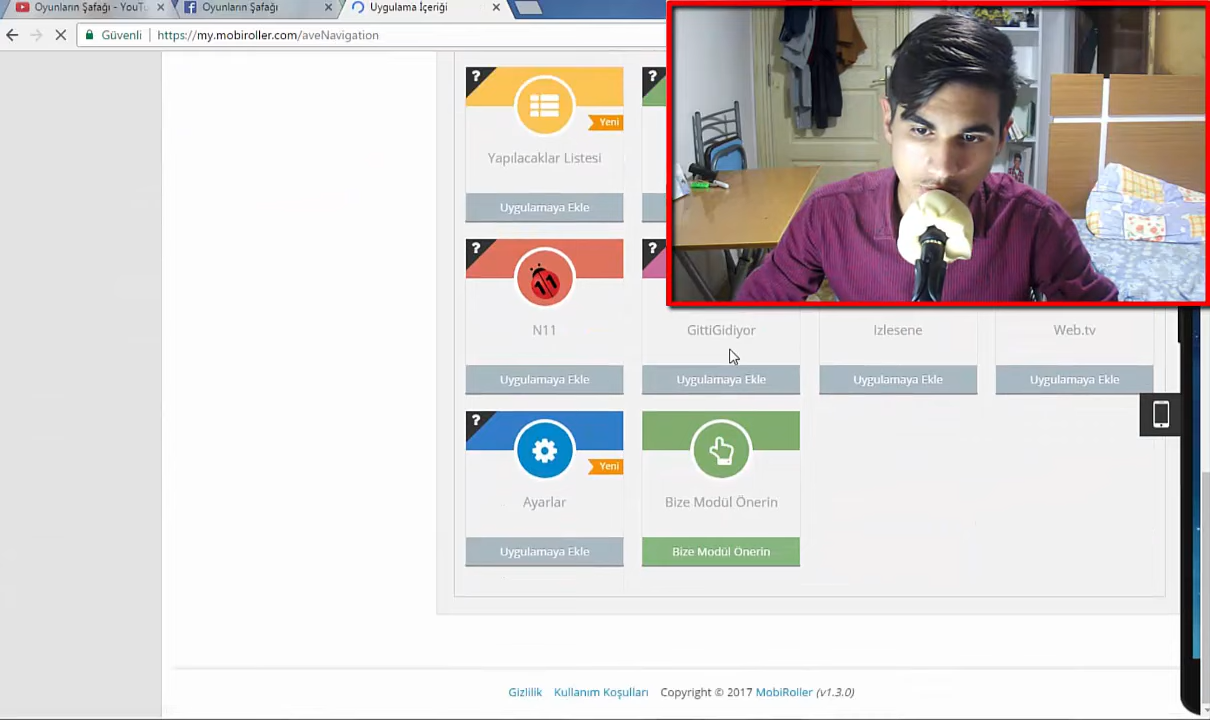 Oyunların Şafağı - YouTu
Oyunların Şafağı
Uygulama İçeriği
Güvenli
https://my.mobiroller.com/aveNavigation
?
?
Yeni
Yapılacaklar Listesi
Uygulamaya Ekle
?
?
11
N11
GittiGidiyor
Izlesene
Web.tv
Uygulamaya Ekle
Uygulamaya Ekle
Uygulamaya Ekle
Uygulamaya Ekle
?
Yeni
Ayarlar
Bize Modül Önerin
Uygulamaya Ekle
Bize Modül Önerin
Gizlilik
Kullanım Koşulları
Copyright © 2017 MobiRoller (v1.3.0)